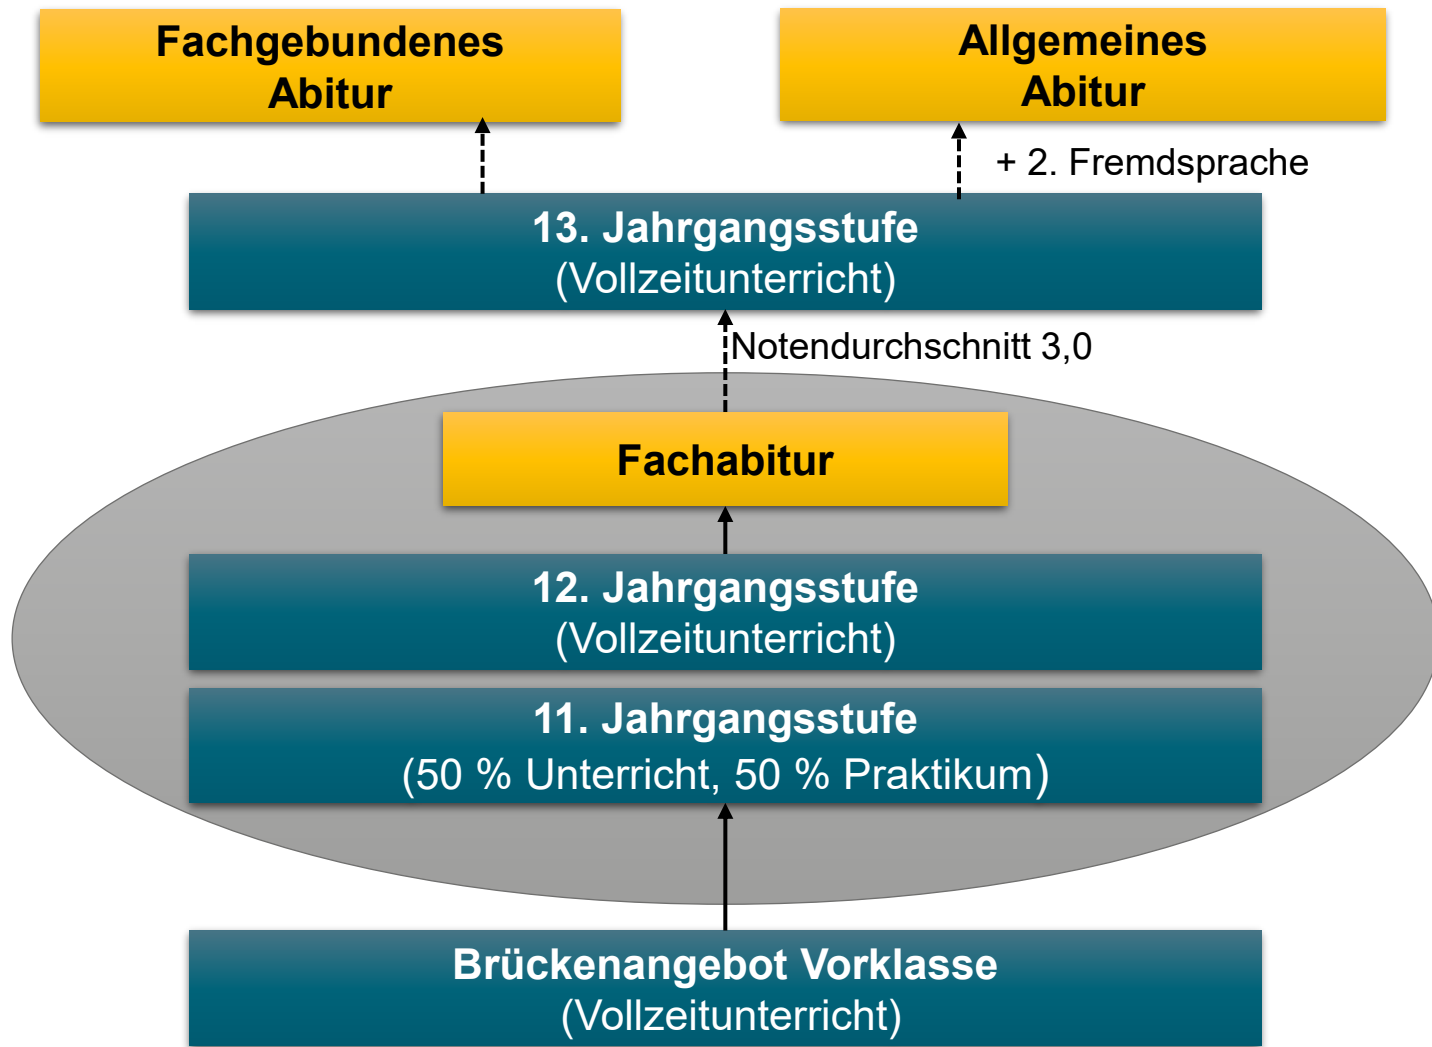 Fachgebundenes
Abitur
Allgemeines
Abitur
+ 2. Fremdsprache
13. Jahrgangsstufe
(Vollzeitunterricht)
Notendurchschnitt 3,0
Fachabitur
12. Jahrgangsstufe
(Vollzeitunterricht)
11. Jahrgangsstufe
(50 % Unterricht, 50 % Praktikum)
Brückenangebot Vorklasse
(Vollzeitunterricht)